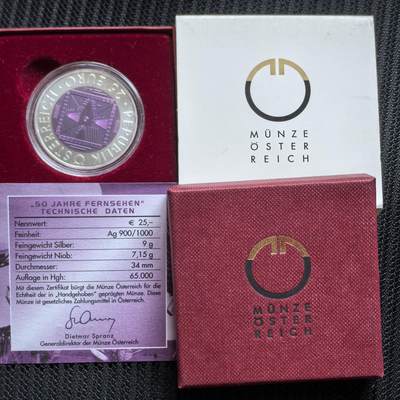 REPUBLIK ÖSTERREICH 25 EURO
MÜNZE
ÖSTER
REICH
„50 JAHRE FERNSEHEN"
TECHNISCHE DATEN
Nennwert: € 25,–
Feinheit: Ag 900/1000
Feingewicht Silber: 9 g
Feingewicht Niob: 7,15 g
Durchmesser: 34 mm
Auflage in Hgh: 65.000
Mit diesem Zertifikat bürgt die Münze Österreich für die
Echtheit der in „Handgehoben" geprägten Münze. Diese
Münze ist gesetzliches Zahlungsmittel in Österreich.
Dietmar Spranz
Generaldirektor der Münze Österreich
MÜNZE
ÖSTER
REICH